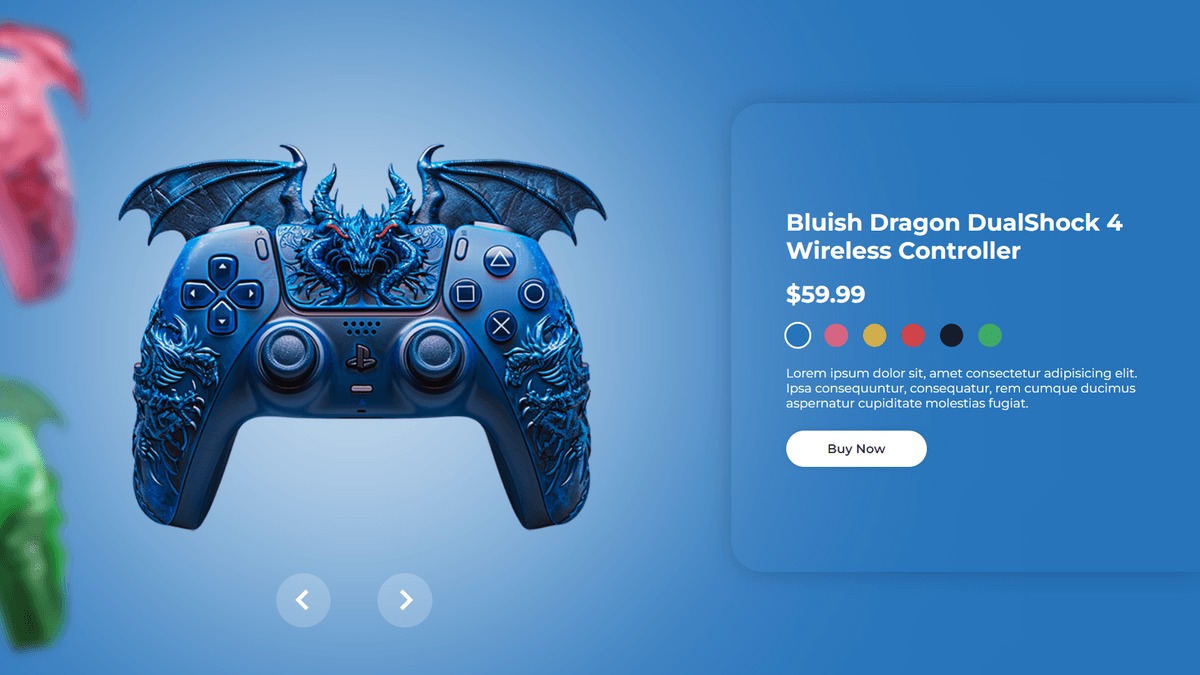 Bluish Dragon DualShock 4
Wireless Controller
$59.99
Lorem ipsum dolor sit, amet consectetur adipisicing elit.
Ipsa consequuntur, consequatur, rem cumque ducimus
aspernatur cupiditate molestias fugiat.
Buy Now